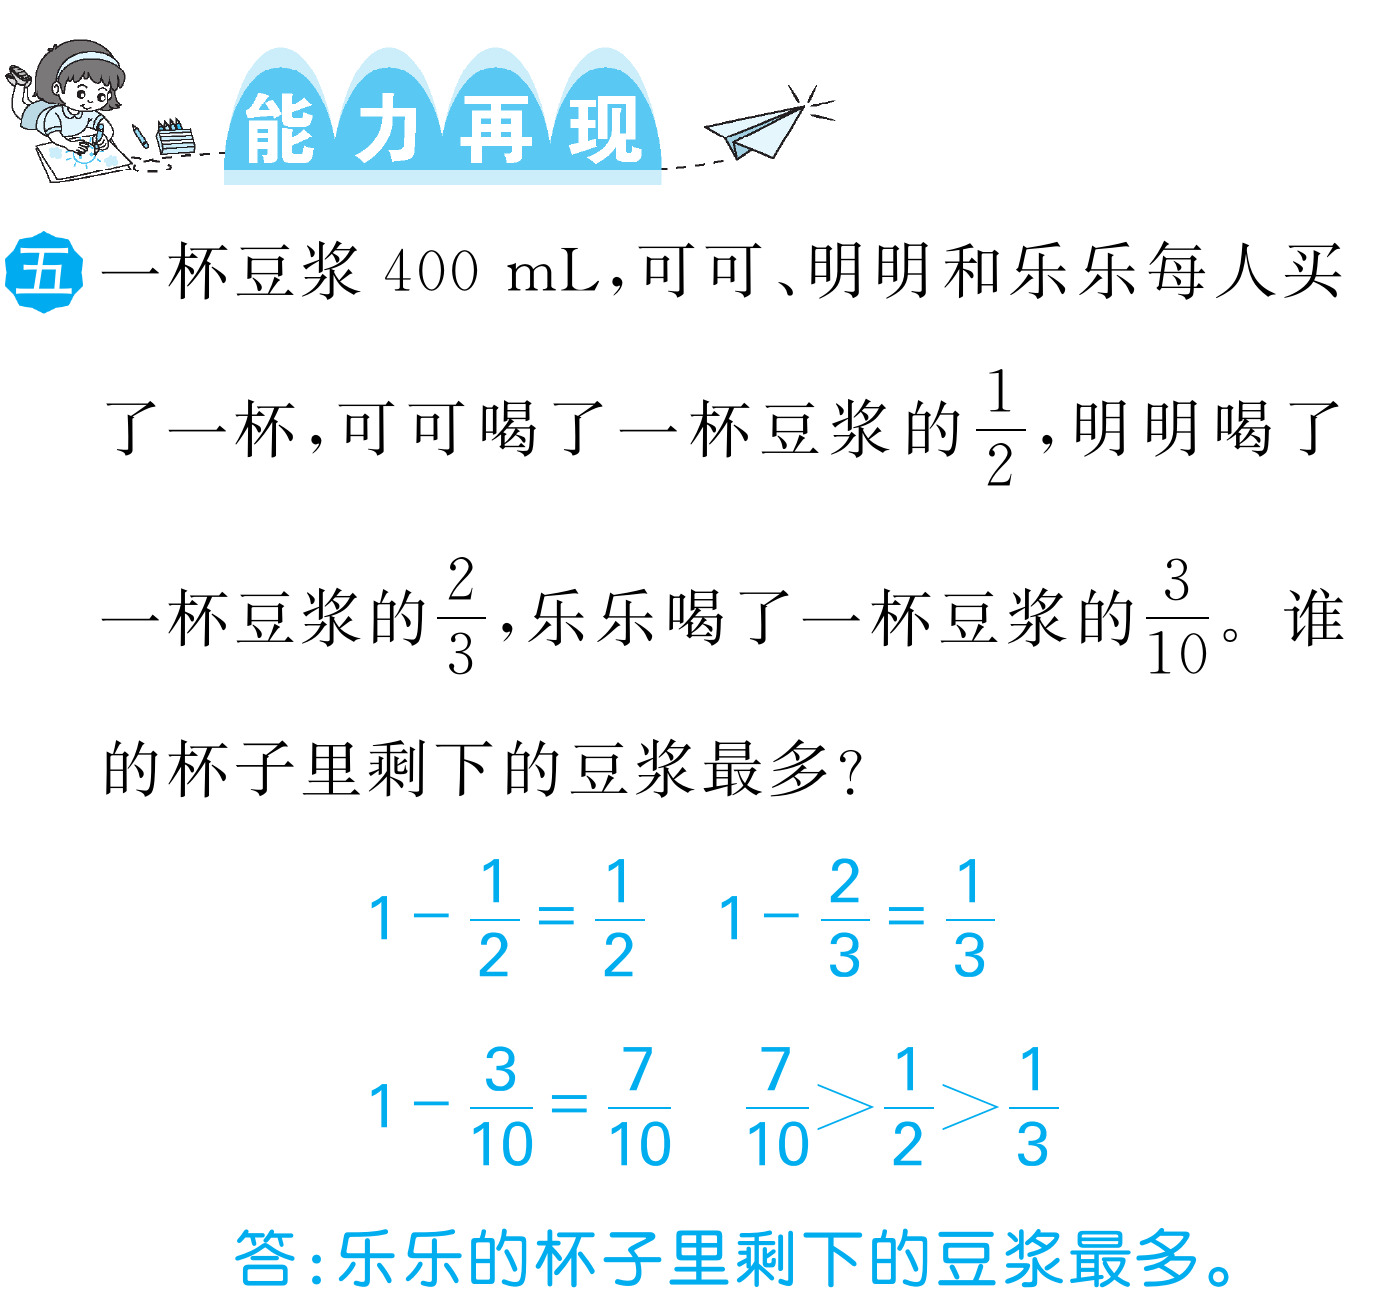 能力再现
五 一杯豆浆 400 mL,可可、明明和乐乐每人买
了一杯,可可喝了一杯豆浆的1/2,明明喝了
一杯豆浆的2/3,乐乐喝了一杯豆浆的3/10。谁
的杯子里剩下的豆浆最多?
1－1/2＝1/2 1－2/3＝1/3
1－3/10＝7/10 7/10＞1/2＞1/3
答:乐乐的杯子里剩下的豆浆最多。